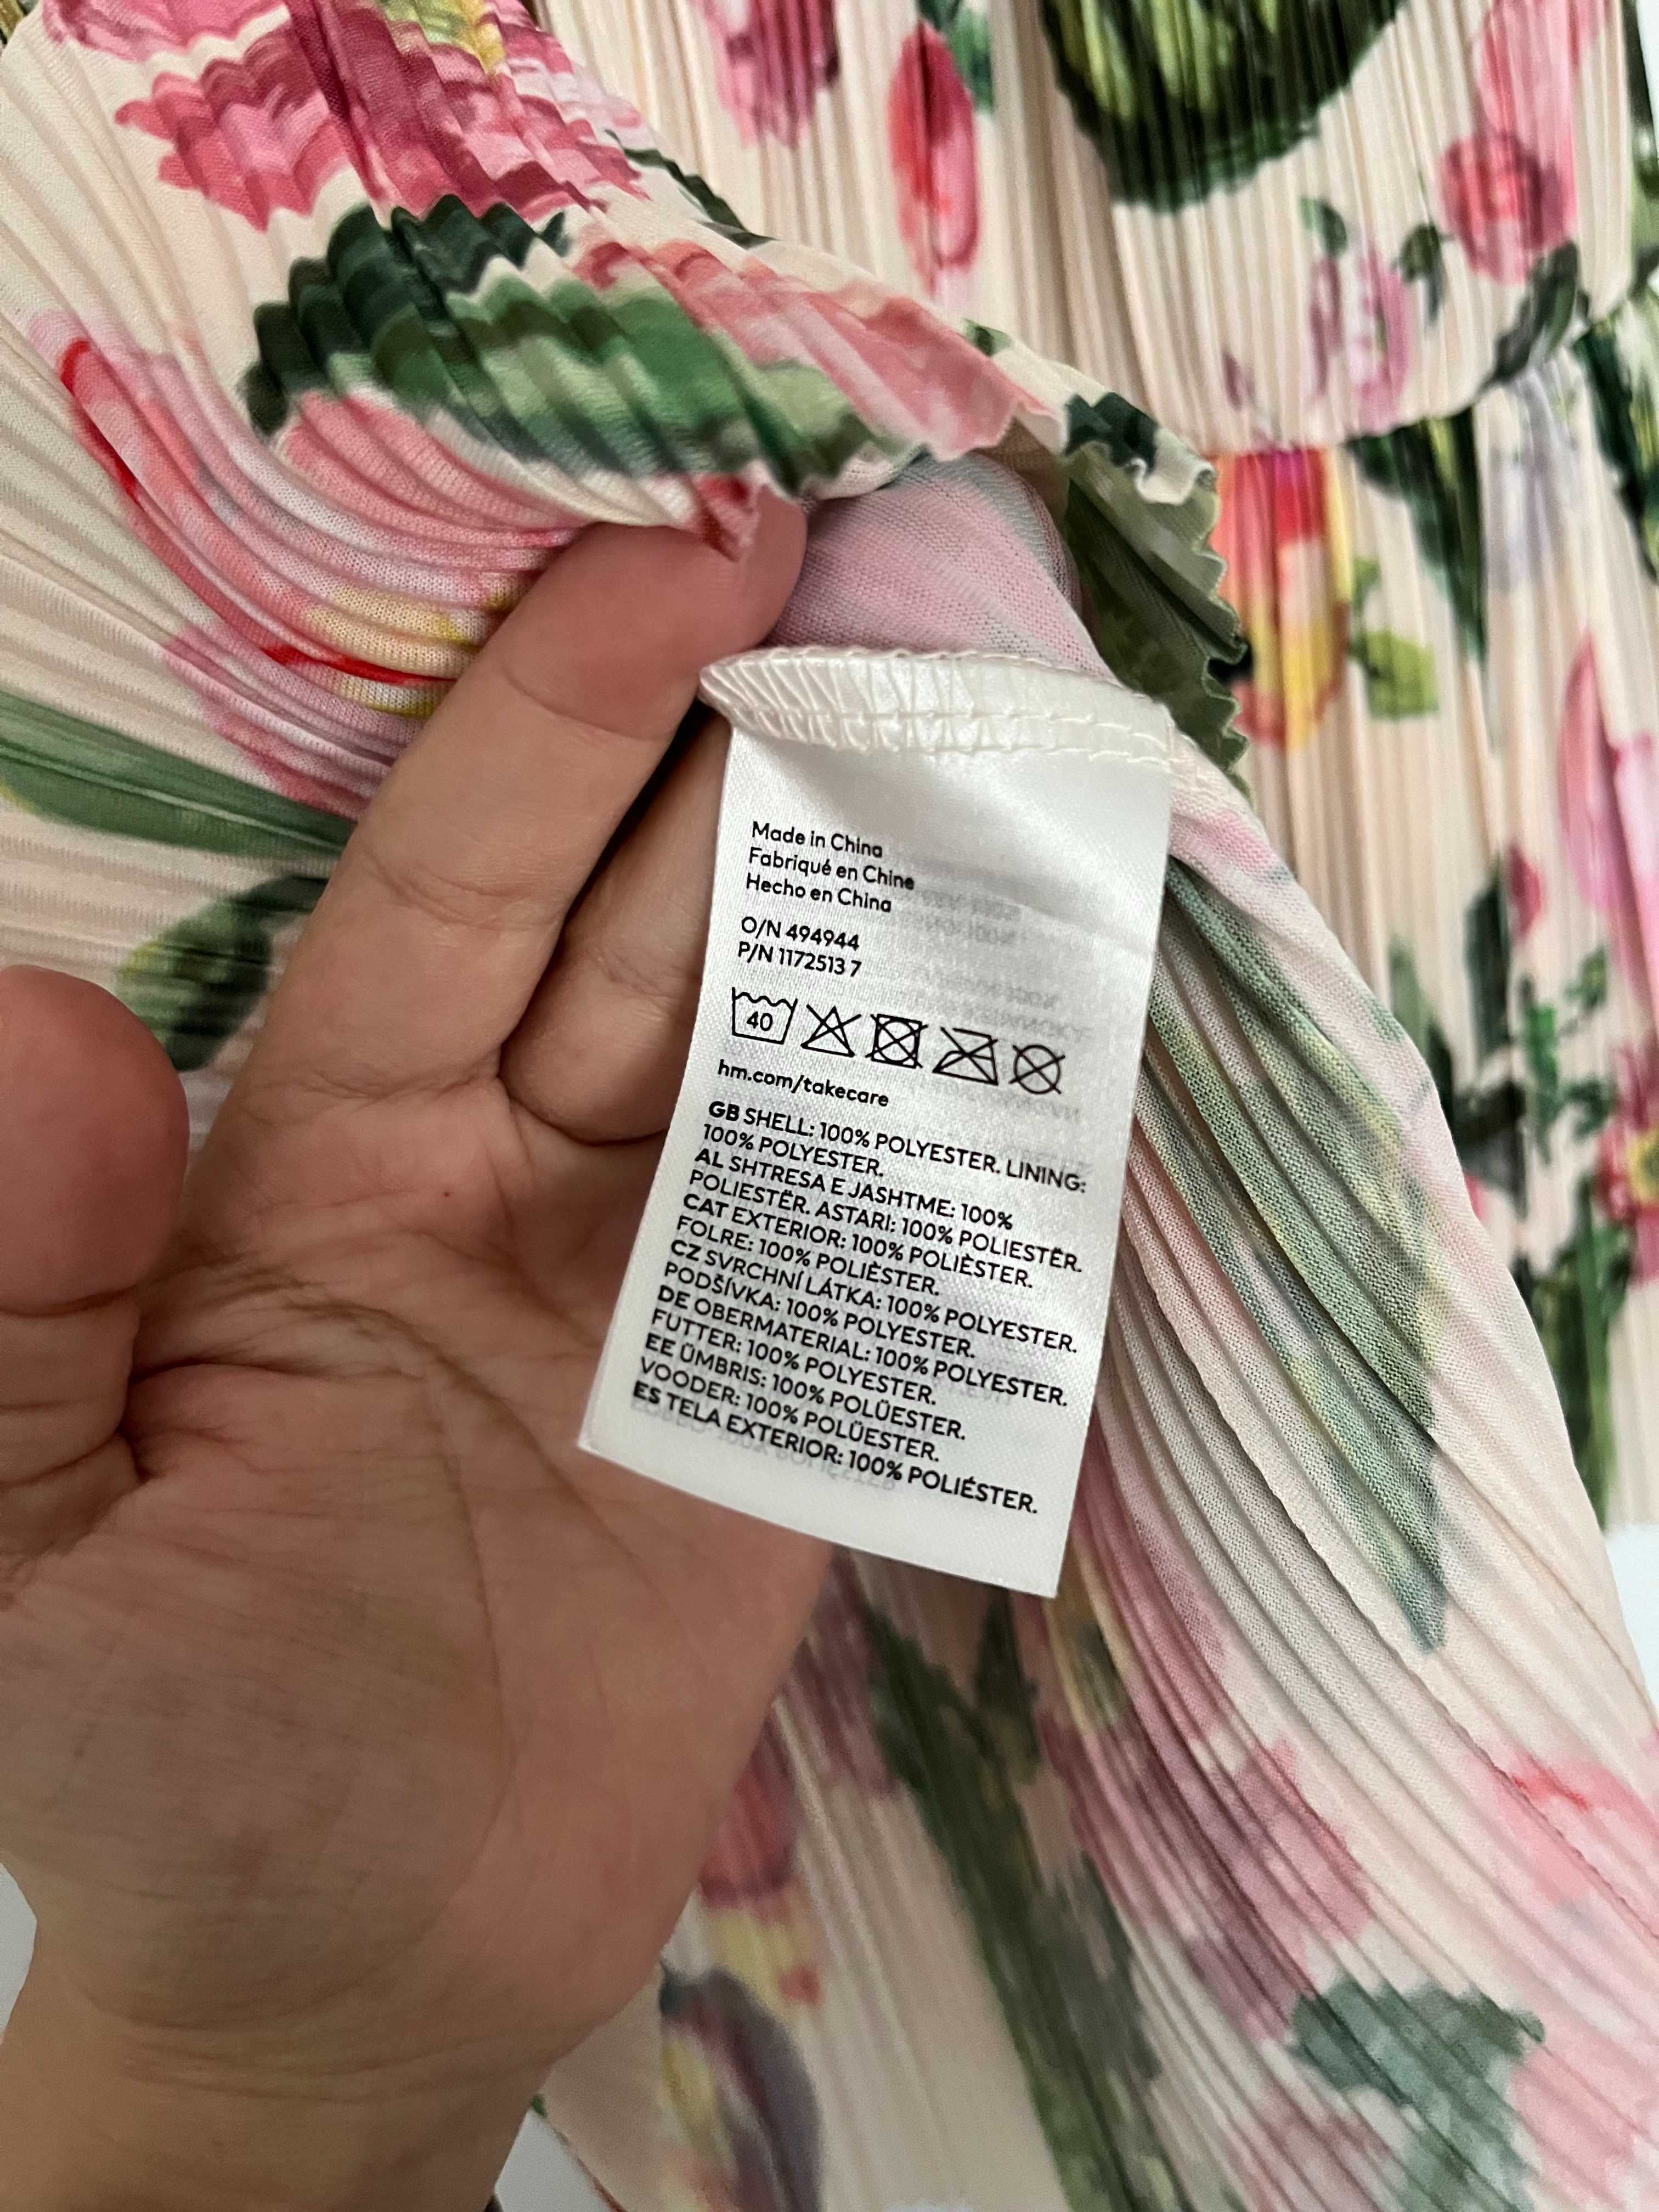 Made in China
Fabriqué en Chine
Hecho en China
O/N 494944
P/N 1172513 7
40
hm.com/takecare
GB SHELL: 100% POLYESTER. LINING:
100% POLYESTER.
AL SHTRESA E JASHTME: 100%
POLIESTËR. ASTARI: 100% POLIESTËR.
CAT EXTERIOR: 100% POLIÈSTER.
FOLRE: 100% POLIÈSTER.
CZ SVRCHNÍ LÁTKA: 100% POLYESTER.
PODŠÍVKA: 100% POLYESTER.
DE OBERMATERIAL: 100% POLYESTER.
FUTTER: 100% POLYESTER.
EE ÜMBRIS: 100% POLÜESTER.
VOODER: 100% POLÜESTER.
ES TELA EXTERIOR: 100% POLIÉSTER.